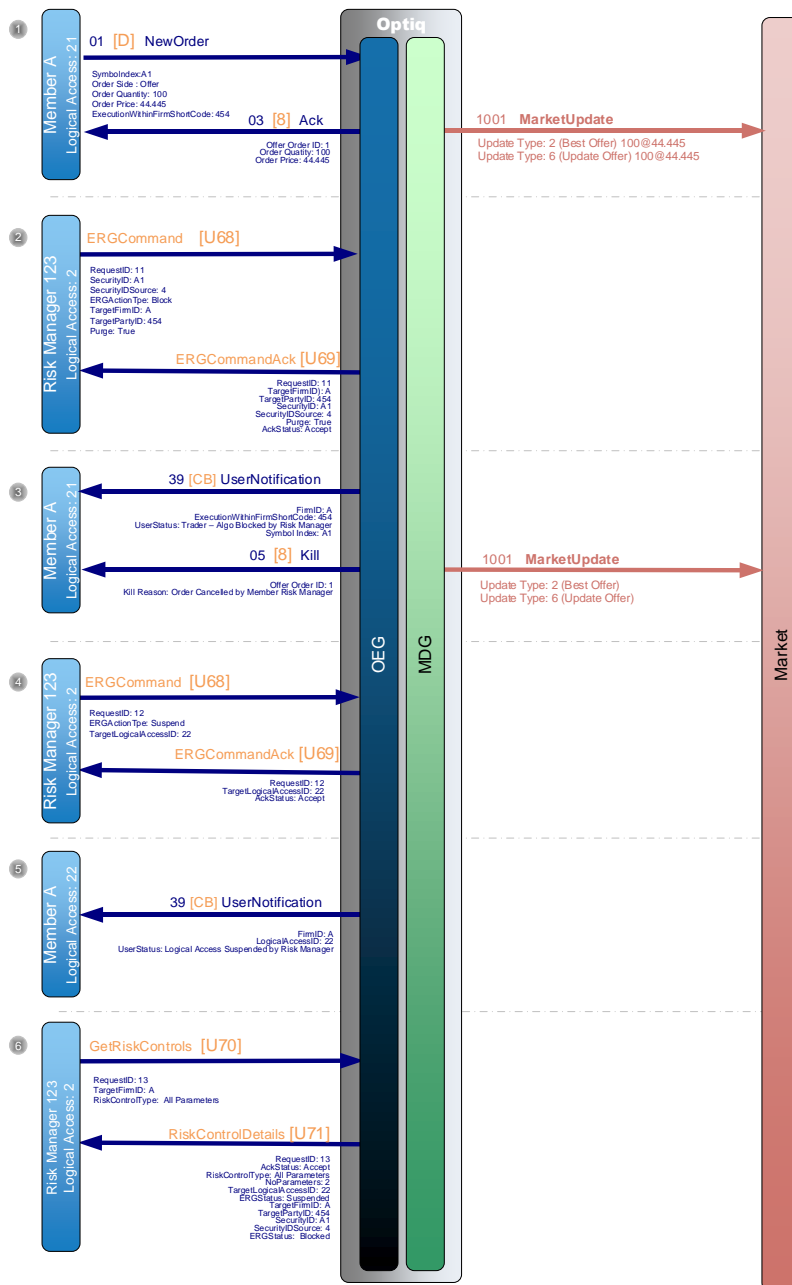 Optiq
OEG
MDG
Market
1
Member A
Logical Access: 21
01 [D] NewOrder
SymbolIndex:A1
Order Side : Offer
Order Quantity: 100
Order Price: 44.445
ExecutionWithinFirmShortCode: 454
03 [8] Ack
Offer Order ID: 1
Order Quatity: 100
Order Price: 44.445
1001 MarketUpdate
Update Type: 2 (Best Offer) 100@44.445
Update Type: 6 (Update Offer) 100@44.445
2
Risk Manager 123
Logical Access: 2
ERGCommand [U68]
RequestID: 11
SecurityID: A1
SecurityIDSource: 4
ERGActionTpe: Block
TargetFirmID: A
TargetPartyID: 454
Purge: True
ERGCommandAck [U69]
RequestID: 11
TargetFirmID): A
TargetPartyID: 454
SecurityID: A1
SecurityIDSource: 4
Purge: True
AckStatus: Accept
3
Member A
Logical Access: 21
39 [CB] UserNotification
FirmID: A
ExecutionWithinFirmShortCode: 454
UserStatus: Trader – Algo Blocked by Risk Manager
Symbol Index: A1
05 [8] Kill
Offer Order ID: 1
Kill Reason: Order Cancelled by Member Risk Manager
1001 MarketUpdate
Update Type: 2 (Best Offer)
Update Type: 6 (Update Offer)
4
Risk Manager 123
Logical Access: 2
ERGCommand [U68]
RequestID: 12
ERGActionTpe: Suspend
TargetLogicalAccessID: 22
ERGCommandAck [U69]
RequestID: 12
TargetLogicalAccessID: 22
AckStatus: Accept
5
Member A
Logical Access: 22
39 [CB] UserNotification
FirmID: A
LogicalAccessID: 22
UserStatus: Logical Access Suspended by Risk Manager
6
Risk Manager 123
Logical Access: 2
GetRiskControls [U70]
RequestID: 13
TargetFirmID: A
RiskControlType: All Parameters
RiskControlDetails [U71]
RequestID: 13
AckStatus: Accept
RiskControlType: All Parameters
NoParameters: 2
TargetLogicalAccessID: 22
ERGStatus: Suspended
TargetFirmID: A
TargetPartyID: 454
SecurityID: A1
SecurityIDSource: 4
ERGStatus: Blocked